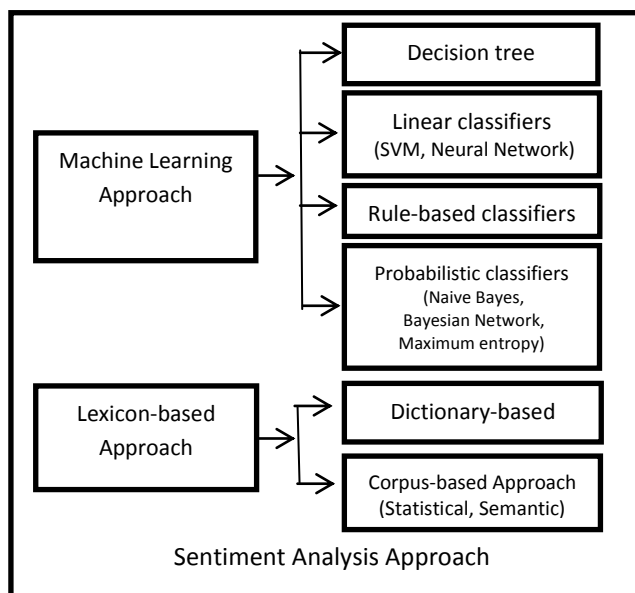 Machine Learning
Approach
Decision tree
Linear classifiers
(SVM, Neural Network)
Rule-based classifiers
Probabilistic classifiers
(Naive Bayes,
Bayesian Network,
Maximum entropy)
Lexicon-based
Approach
Dictionary-based
Corpus-based Approach
(Statistical, Semantic)
Sentiment Analysis Approach